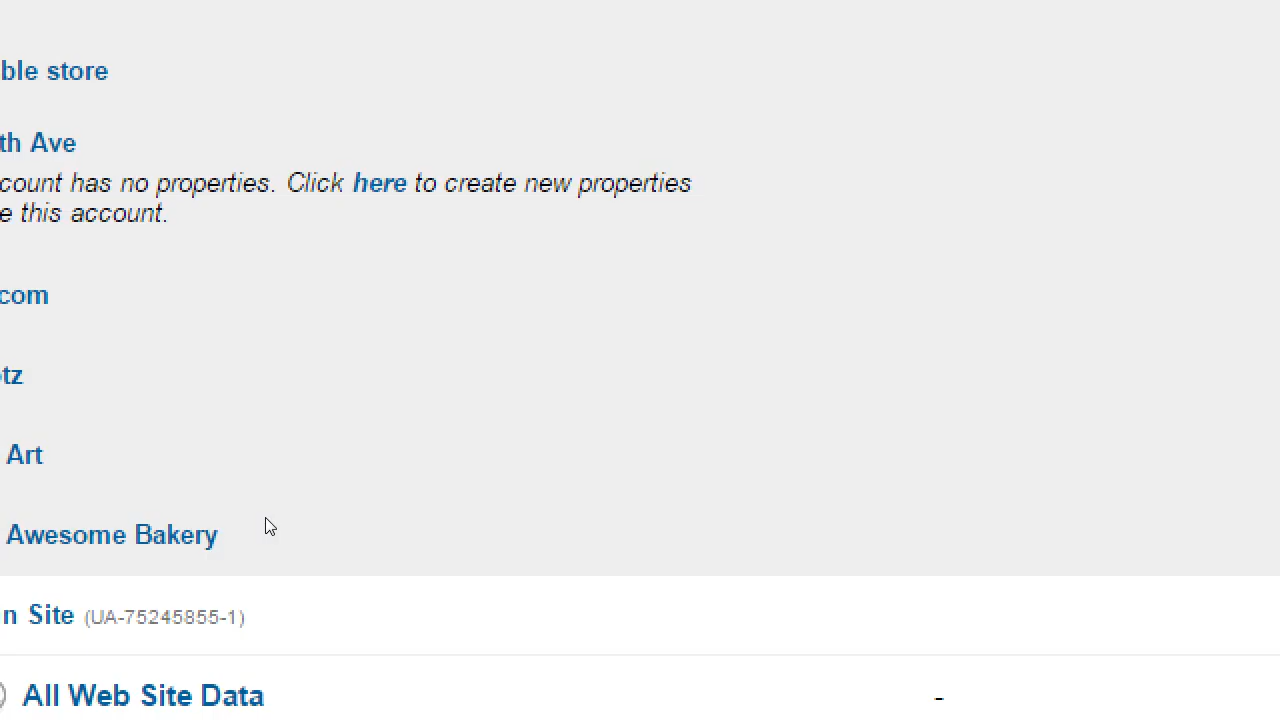 ble store
th Ave
count has no properties. Click here to create new properties
e this account.
com
tz
Art
Awesome Bakery
n Site (UA-75245855-1)
All Web Site Data
-